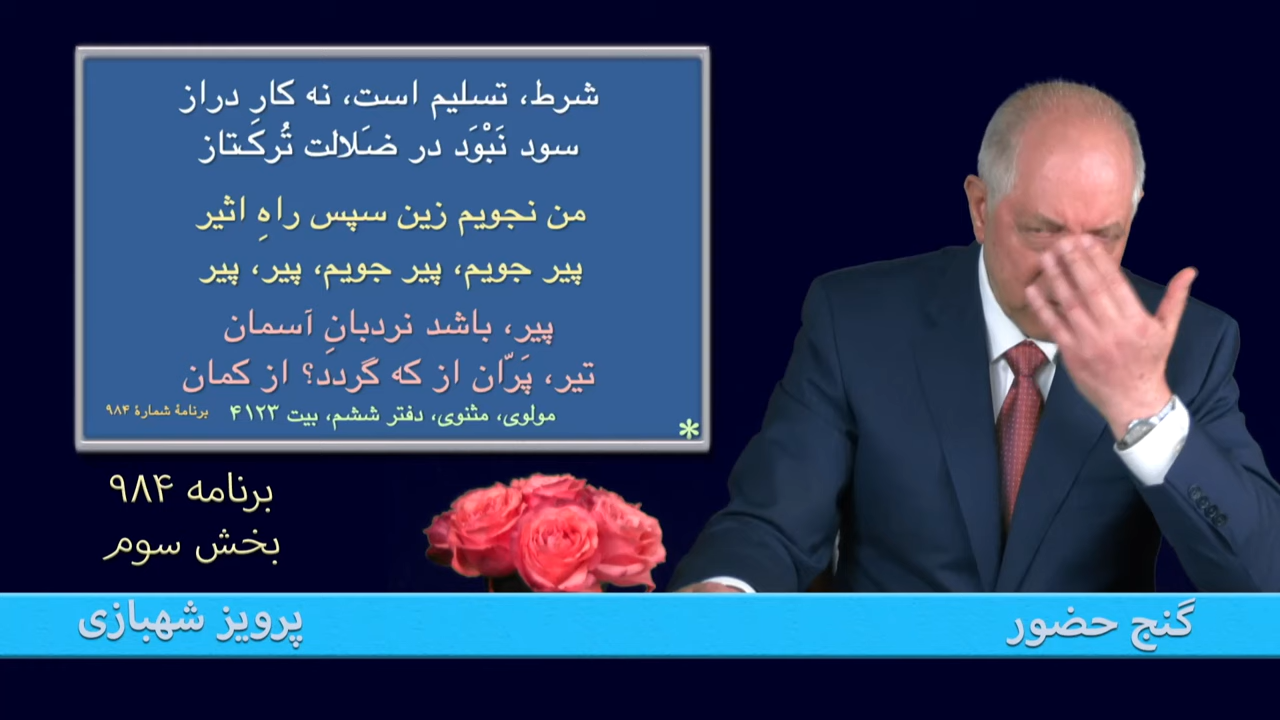 شرط، تسلیم است، نه کارِ دراز
سود نَبْوَد در ضَلالت تُرکتاز
من نجویم زین سپس راهِ اثیر
پیر جویم، پیر جویم، پیر، پیر
پیر، باشد نردبانِ آسمان
تیر، پَرّان از که گردد؟ از کمان
مولوی، مثنوی، دفتر ششم، بیت ۴۱۲۳ برنامهٔ شمارهٔ ۹۸۴
*
برنامه ۹۸۴
بخش سوم
گنج حضور پرویز شهبازی